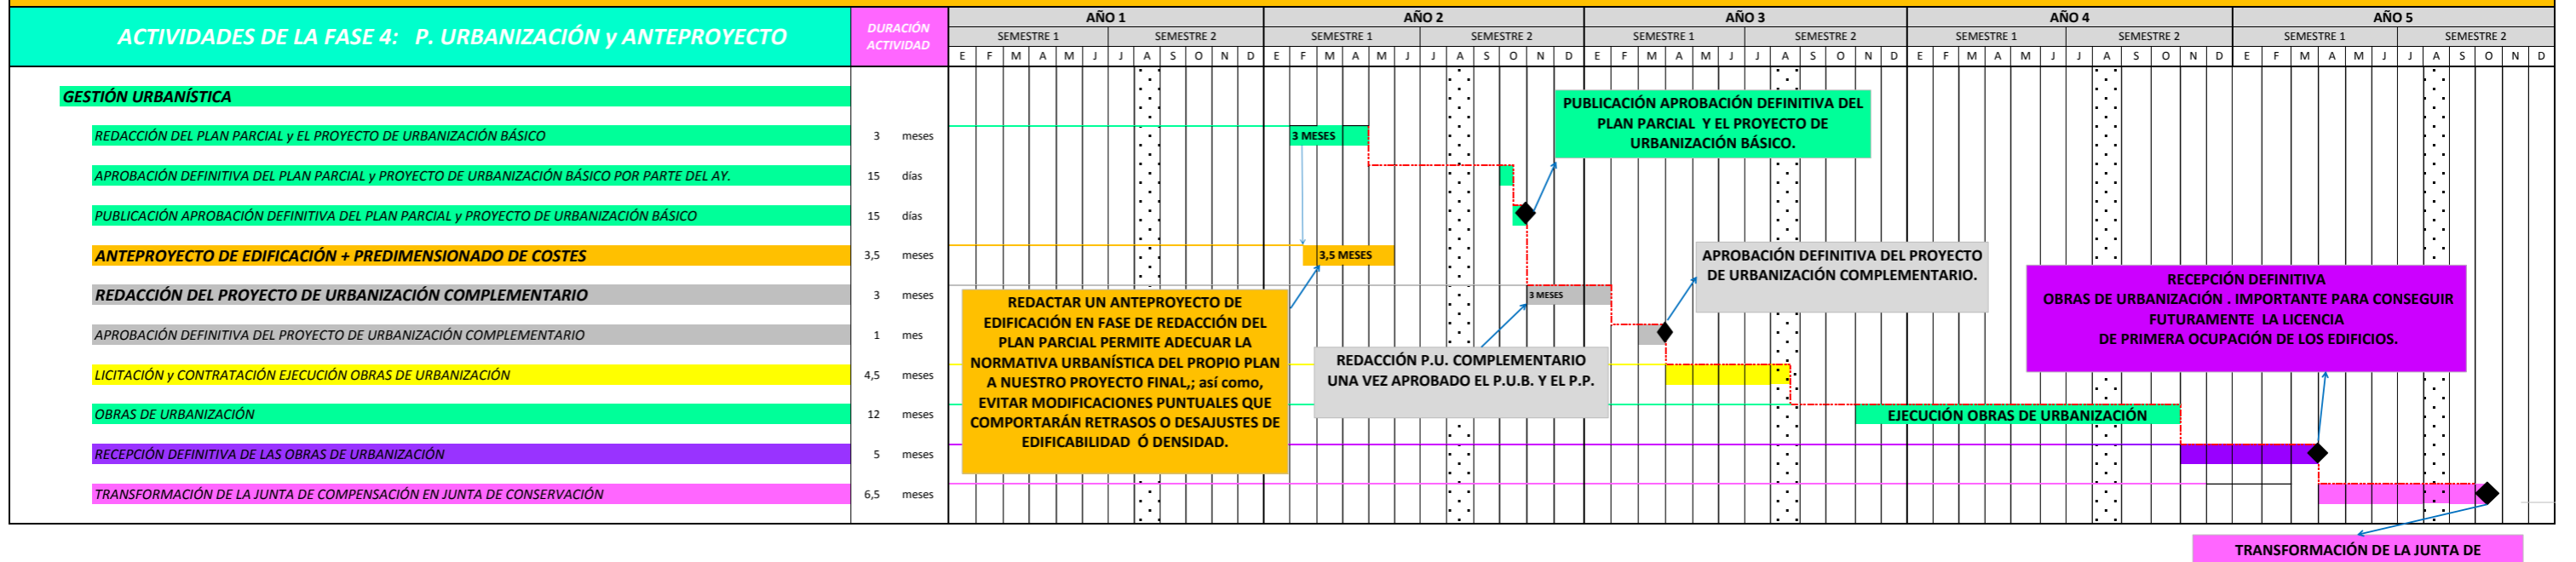 ACTIVIDADES DE LA FASE 4: P. URBANIZACIÓN y ANTEPROYECTO
DURACIÓN
ACTIVIDAD
AÑO 1
AÑO 2
AÑO 3
AÑO 4
AÑO 5
SEMESTRE 1
SEMESTRE 2
SEMESTRE 1
SEMESTRE 2
SEMESTRE 1
SEMESTRE 2
SEMESTRE 1
SEMESTRE 2
SEMESTRE 1
SEMESTRE 2
E F M A M J J A S O N D E F M A M J J A S O N D E F M A M J J A S O N D E F M A M J J A S O N D E F M A M J J A S O N D
GESTIÓN URBANÍSTICA
PUBLICACIÓN APROBACIÓN DEFINITIVA DEL
PLAN PARCIAL Y EL PROYECTO DE
URBANIZACIÓN BÁSICO.
REDACCIÓN DEL PLAN PARCIAL y EL PROYECTO DE URBANIZACIÓN BÁSICO 3 meses
3 MESES
APROBACIÓN DEFINITIVA DEL PLAN PARCIAL y PROYECTO DE URBANIZACIÓN BÁSICO POR PARTE DEL AY. 15 días
PUBLICACIÓN APROBACIÓN DEFINITIVA DEL PLAN PARCIAL y PROYECTO DE URBANIZACIÓN BÁSICO 15 días
ANTEPROYECTO DE EDIFICACIÓN + PREDIMENSIONADO DE COSTES 3,5 meses
3,5 MESES
APROBACIÓN DEFINITIVA DEL PROYECTO
DE URBANIZACIÓN COMPLEMENTARIO.
RECEPCIÓN DEFINITIVA
OBRAS DE URBANIZACIÓN . IMPORTANTE PARA CONSEGUIR
FUTURAMENTE LA LICENCIA
DE PRIMERA OCUPACIÓN DE LOS EDIFICIOS.
REDACCIÓN DEL PROYECTO DE URBANIZACIÓN COMPLEMENTARIO 3 meses
3 MESES
REDACTAR UN ANTEPROYECTO DE
EDIFICACIÓN EN FASE DE REDACCIÓN DEL
PLAN PARCIAL PERMITE ADECUAR LA
NORMATIVA URBANÍSTICA DEL PROPIO PLAN
A NUESTRO PROYECTO FINAL,; así como,
EVITAR MODIFICACIONES PUNTUALES QUE
COMPORTARÁN RETRASOS O DESAJUSTES DE
EDIFICABILIDAD Ó DENSIDAD.
APROBACIÓN DEFINITIVA DEL PROYECTO DE URBANIZACIÓN COMPLEMENTARIO 1 mes
REDACCIÓN P.U. COMPLEMENTARIO
UNA VEZ APROBADO EL P.U.B. Y EL P.P.
LICITACIÓN y CONTRATACIÓN EJECUCIÓN OBRAS DE URBANIZACIÓN 4,5 meses
OBRAS DE URBANIZACIÓN 12 meses
EJECUCIÓN OBRAS DE URBANIZACIÓN
RECEPCIÓN DEFINITIVA DE LAS OBRAS DE URBANIZACIÓN 5 meses
TRANSFORMACIÓN DE LA JUNTA DE COMPENSACIÓN EN JUNTA DE CONSERVACIÓN 6,5 meses
TRANSFORMACIÓN DE LA JUNTA DE